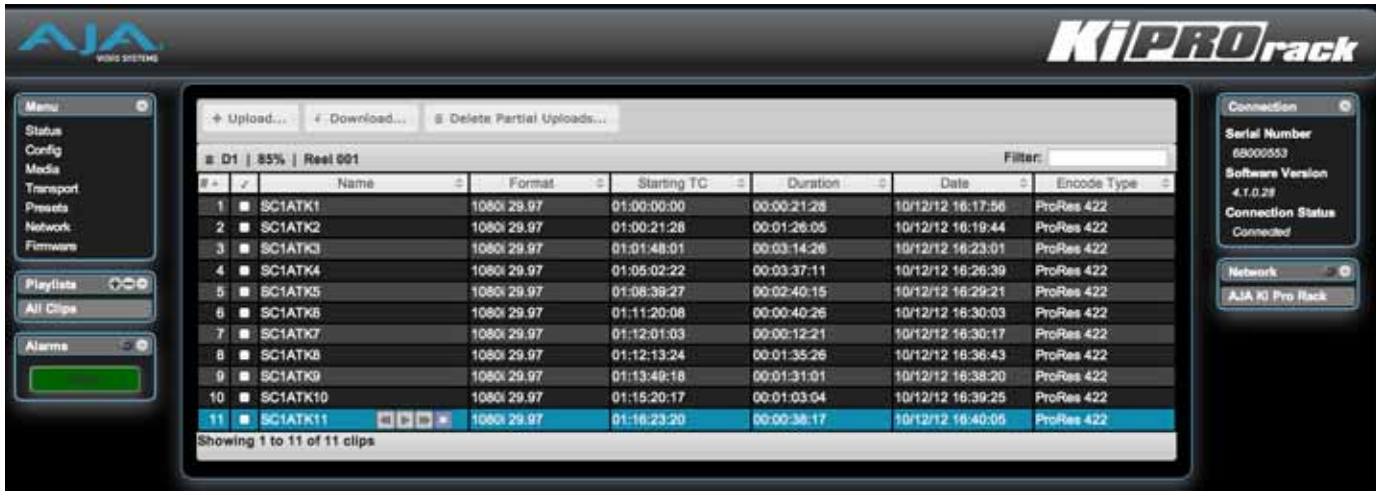 AJA
VIDEO SYSTEMS
Ki PRO rack
Menu
Status
Config
Media
Transport
Presets
Network
Firmware
Playlists
All Clips
Alarms
+ Upload... Download... Delete Partial Uploads...
D1 | 85% | Reel 001 Filter:
# Name Format Starting TC Duration Date Encode Type
1 SC1ATK1 1080i 29.97 01:00:00:00 00:00:21:28 10/12/12 16:17:56 ProRes 422
2 SC1ATK2 1080i 29.97 01:00:21:28 00:01:26:05 10/12/12 16:19:44 ProRes 422
3 SC1ATK3 1080i 29.97 01:01:48:01 00:03:14:26 10/12/12 16:23:01 ProRes 422
4 SC1ATK4 1080i 29.97 01:05:02:22 00:03:37:11 10/12/12 16:26:39 ProRes 422
5 SC1ATK5 1080i 29.97 01:08:39:27 00:02:40:15 10/12/12 16:29:21 ProRes 422
6 SC1ATK6 1080i 29.97 01:11:20:08 00:00:40:26 10/12/12 16:30:03 ProRes 422
7 SC1ATK7 1080i 29.97 01:12:01:03 00:00:12:21 10/12/12 16:30:17 ProRes 422
8 SC1ATK8 1080i 29.97 01:12:13:24 00:01:35:26 10/12/12 16:36:43 ProRes 422
9 SC1ATK9 1080i 29.97 01:13:49:18 00:01:31:01 10/12/12 16:38:20 ProRes 422
10 SC1ATK10 1080i 29.97 01:15:20:17 00:01:03:04 10/12/12 16:39:25 ProRes 422
11 SC1ATK11 1080i 29.97 01:16:23:20 00:00:38:17 10/12/12 16:40:05 ProRes 422
Showing 1 to 11 of 11 clips
Connection
Serial Number
6B000553
Software Version
4.1.0.28
Connection Status
Connected
Network
AJA Ki Pro Rack